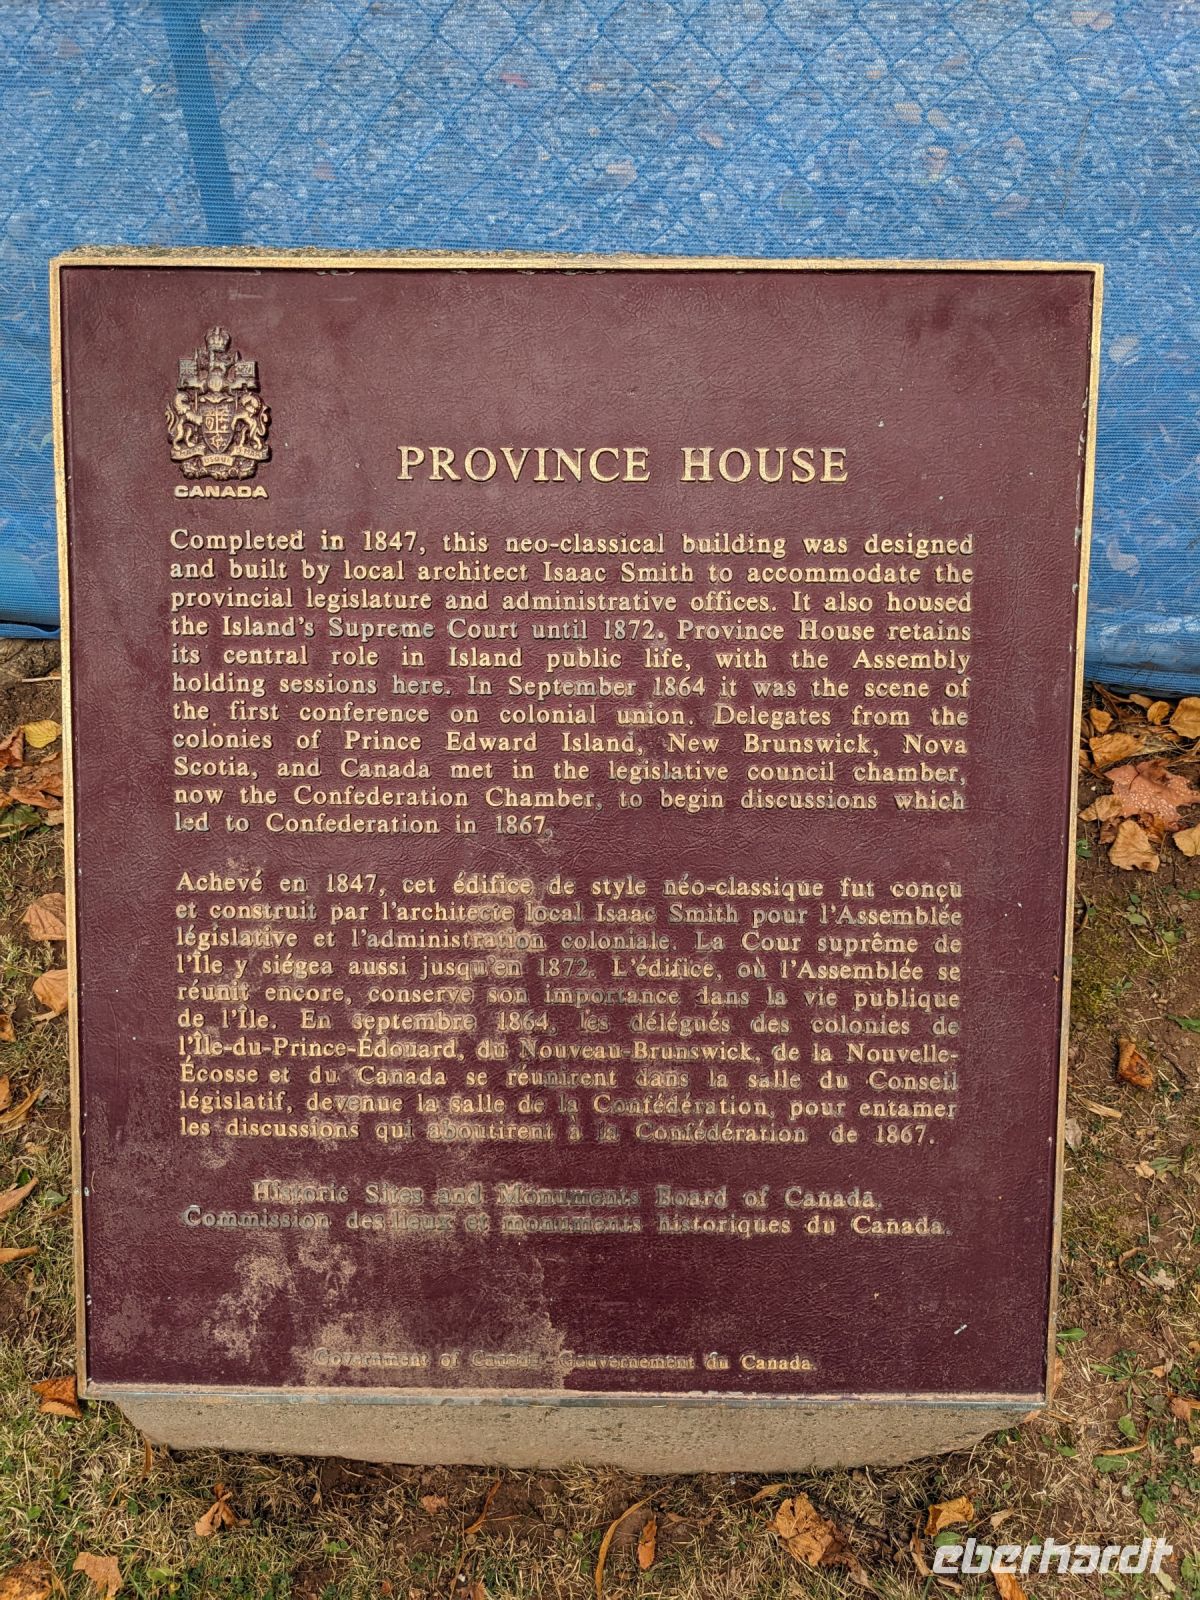 CANADA
PROVINCE HOUSE
Completed in 1847, this neo-classical building was designed
and built by local architect Isaac Smith to accommodate the
provincial legislature and administrative offices. It also housed
the Island's Supreme Court until 1872. Province House retains
its central role in Island public life, with the Assembly
holding sessions here. In September 1864 it was the scene of
the first conference on colonial union. Delegates from the
colonies of Prince Edward Island, New Brunswick, Nova
Scotia, and Canada met in the legislative council chamber,
now the Confederation Chamber, to begin discussions which
led to Confederation in 1867.
Achevé en 1847, cet édifice de style néo-classique fut conçu
et construit par l'architecte local Isaac Smith pour l'Assemblée
législative et l'administration coloniale. La Cour suprême de
l'Île y siégea aussi jusqu'en 1872. L'édifice, où l'Assemblée se
réunit encore, conserve son importance dans la vie publique
de l'Île. En septembre 1864, les délégués des colonies de
l'Île-du-Prince-Édouard, du Nouveau-Brunswick, de la Nouvelle-
Écosse et du Canada se réunirent dans la salle du Conseil
législatif, devenue la salle de la Confédération, pour entamer
les discussions qui aboutirent à la Confédération de 1867.
Historic Sites and Monuments Board of Canada.
Commission des lieux et monuments historiques du Canada.
Government of Canada - Gouvernement du Canada.
eberhardt